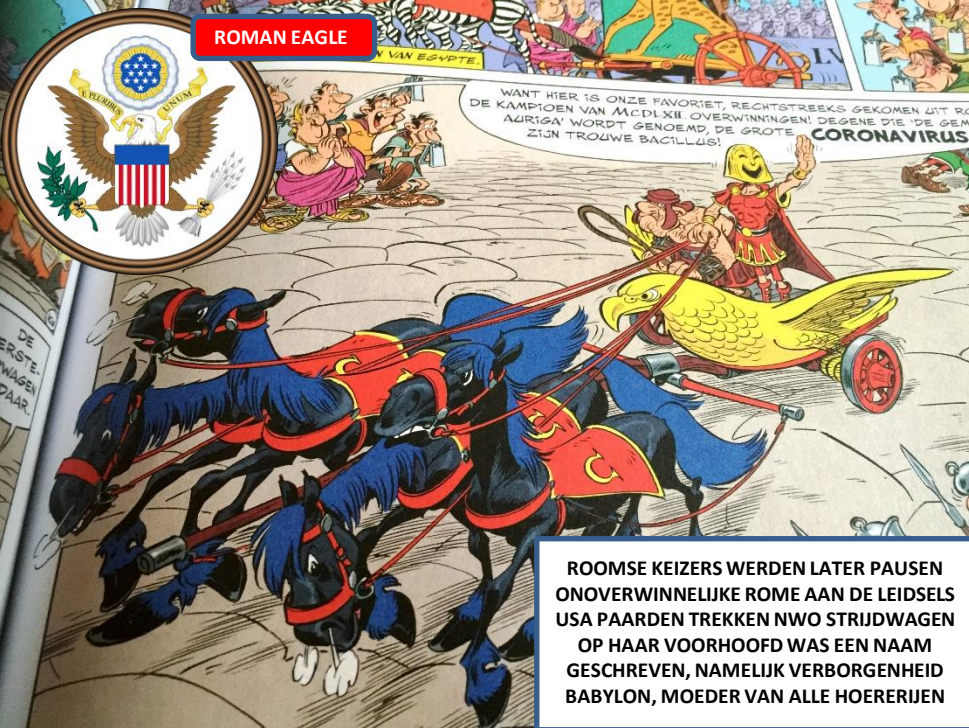 ROMAN EAGLE
E PLURIBUS UNUM
VAN EGYPTE.
LV
WANT HIER IS ONZE FAVORIET, RECHTSTREEKS GEKOMEN UIT
DE KAMPIOEN VAN MCDLXII OVERWINNINGEN! DEGENE DIE 'DE
AURIGA' WORDT GENOEMD, DE GROTE CORONAVIRUS
ZIJN TROUWE BACILLUS!
DE
DAAR.
ROOMSE KEIZERS WERDEN LATER PAUSEN
ONOVERWINNELIJKE ROME AAN DE LEIDSELS
USA PAARDEN TREKKEN NWO STRIJDWAGEN
OP HAAR VOORHOOFD WAS EEN NAAM
GESCHREVEN, NAMELIJK VERBORGENHEID
BABYLON, MOEDER VAN ALLE HOERERIJEN